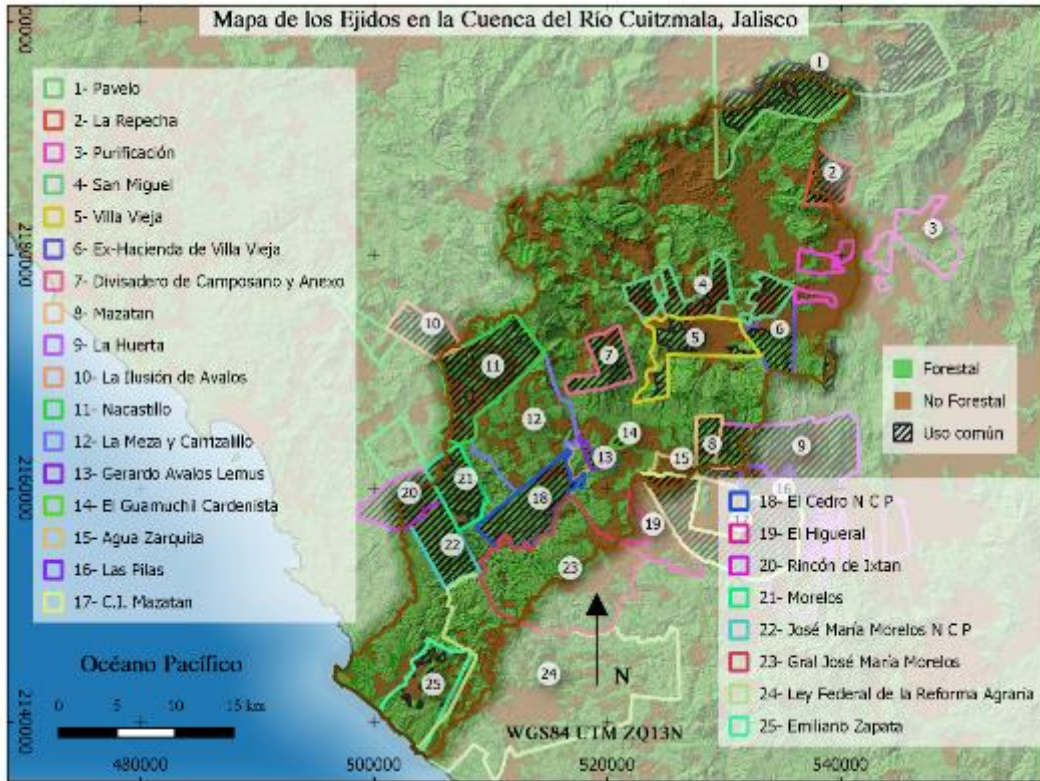 Mapa de los Ejidos en la Cuenca del Río Cuitzmala, Jalisco
1- Pavelo
2- La Repecha
3- Purificación
4- San Miguel
5- Villa Vieja
6- Ex-Hacienda de Villa Vieja
7- Divisadero de Camposano y Anexo
8- Mazatan
9- La Huerta
10- La Ilusión de Avalos
11- Nacastillo
12- La Meza y Carrizalillo
13- Gerardo Avalos Lemus
14- El Guamuchil Cardenista
15- Agua Zarquita
16- Las Pilas
17- C.I. Mazatan
Forestal
No Forestal
Uso común
18- El Cedro N C P
19- El Higueral
20- Rincón de Ixtan
21- Morelos
22- José María Morelos N C P
23- Gral José María Morelos
24- Ley Federal de la Reforma Agraria
25- Emiliano Zapata
1
2
3
4
5
6
7
8
9
10
11
12
13
14
15
16
18
19
20
21
22
23
24
25
N
Océano Pacífico
0 5 10 15 km
WGS84 UTM ZQ13N
2160000
2140000
480000
500000
520000
540000